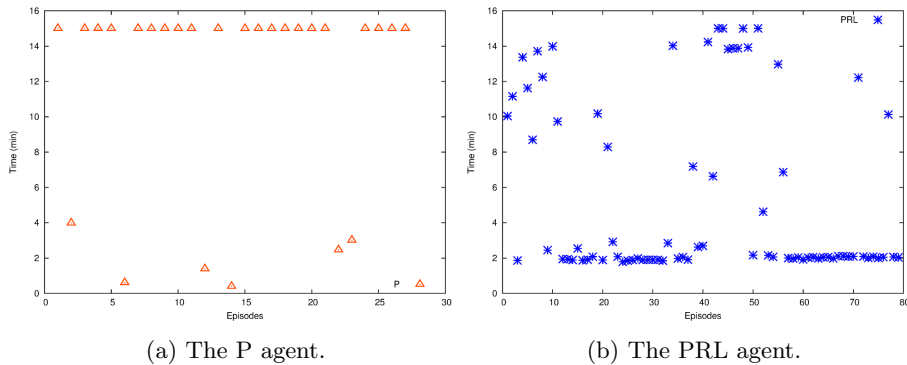 16
14
12
10
8
6
4
2
0
Time (min)
0 5 10 15 20 25 30
Episodes
P
(a) The P agent.
16
14
12
10
8
6
4
2
0
Time (min)
0 10 20 30 40 50 60 70 80
Episodes
PRL
(b) The PRL agent.